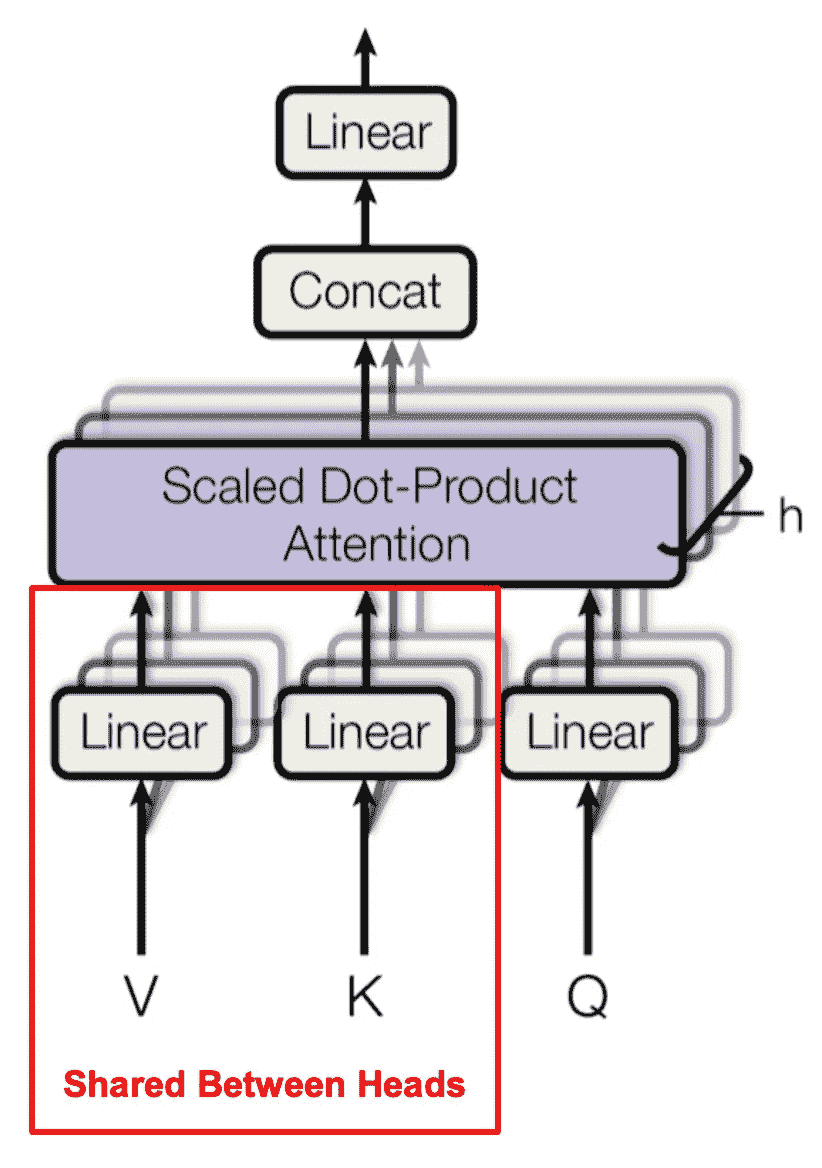 Linear
Concat
Scaled Dot-Product
Attention
h
Linear
Linear
Linear
V
K
Q
Shared Between Heads